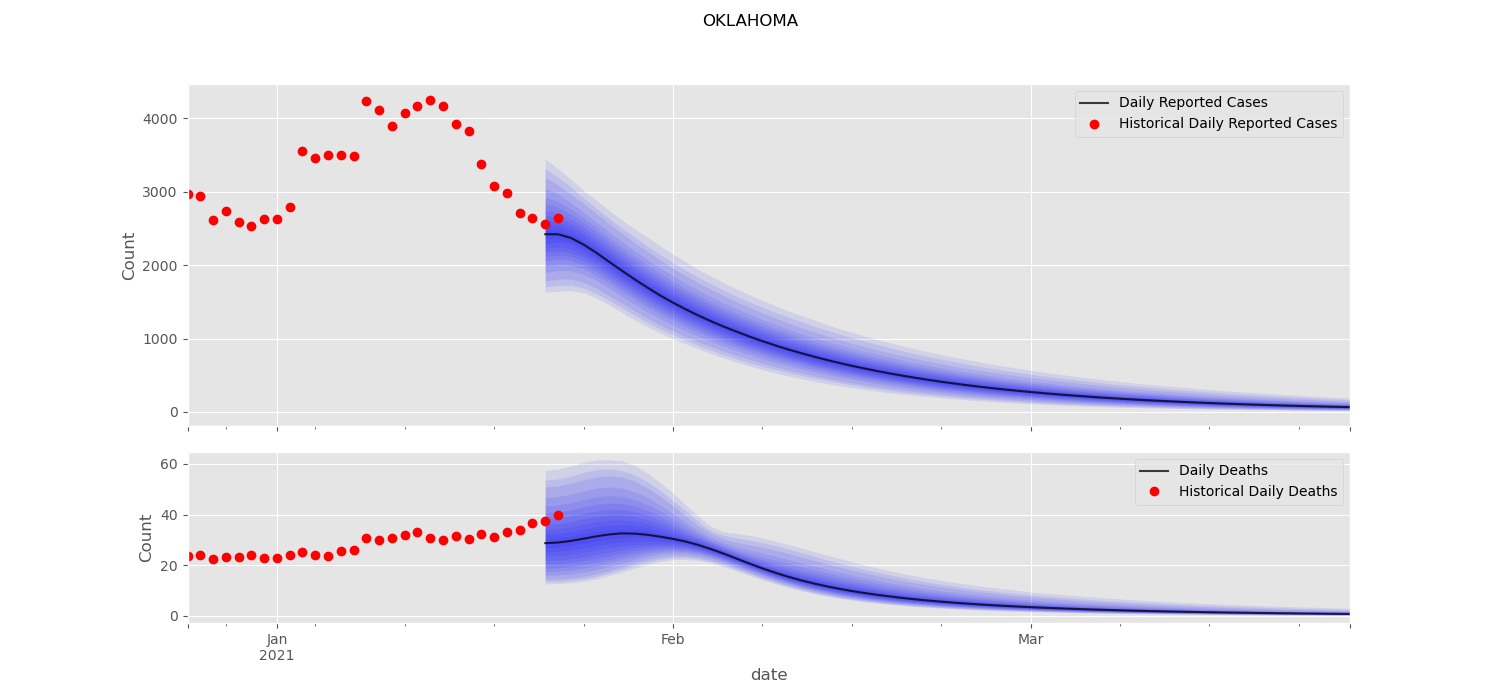 OKLAHOMA
Daily Reported Cases
Historical Daily Reported Cases
4000
3000
2000
1000
0
Count
Daily Deaths
Historical Daily Deaths
60
40
20
0
Count
Jan
2021
Feb
Mar
date